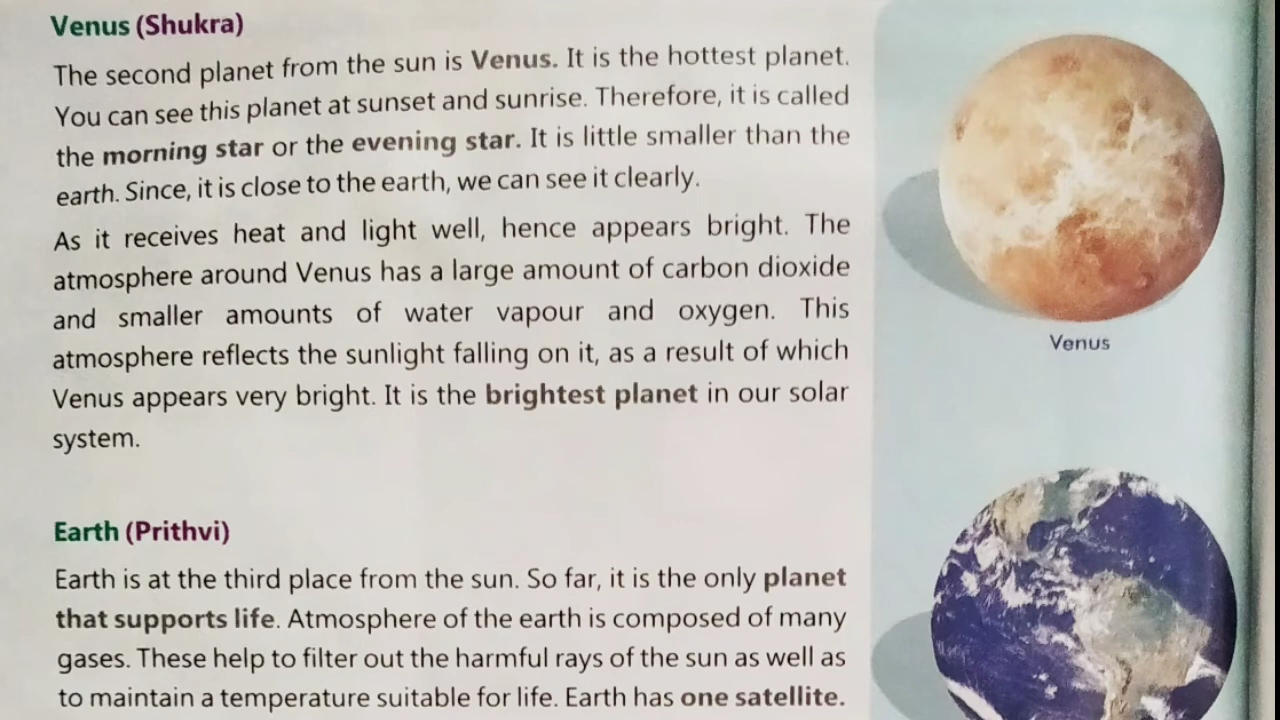 Venus (Shukra)
The second planet from the sun is Venus. It is the hottest planet.
You can see this planet at sunset and sunrise. Therefore, it is called
the morning star or the evening star. It is little smaller than the
earth. Since, it is close to the earth, we can see it clearly.
As it receives heat and light well, hence appears bright. The
atmosphere around Venus has a large amount of carbon dioxide
and smaller amounts of water vapour and oxygen. This
atmosphere reflects the sunlight falling on it, as a result of which
Venus appears very bright. It is the brightest planet in our solar
system.
Venus
Earth (Prithvi)
Earth is at the third place from the sun. So far, it is the only planet
that supports life. Atmosphere of the earth is composed of many
gases. These help to filter out the harmful rays of the sun as well as
to maintain a temperature suitable for life. Earth has one satellite.